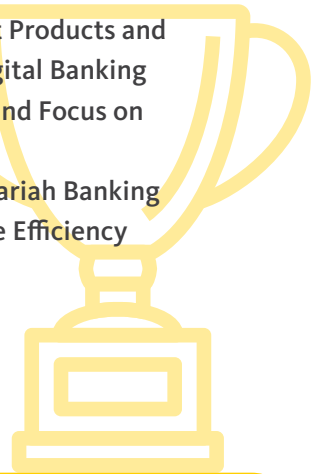 Products and
gital Banking
nd Focus on
ariah Banking
e Efficiency